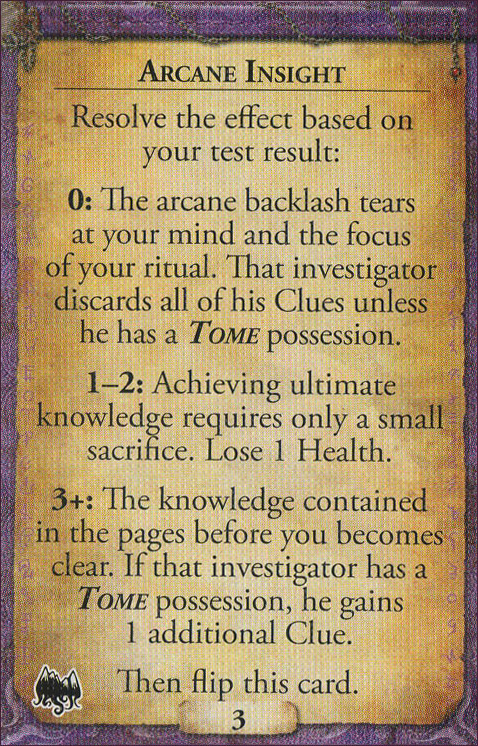 ARCANE INSIGHT
Resolve the effect based on
your test result:
0: The arcane backlash tears
at your mind and the focus
of your ritual. That investigator
discards all of his Clues unless
he has a TOME possession.
1–2: Achieving ultimate
knowledge requires only a small
sacrifice. Lose 1 Health.
3+: The knowledge contained
in the pages before you becomes
clear. If that investigator has a
TOME possession, he gains
1 additional Clue.
Then flip this card.
3